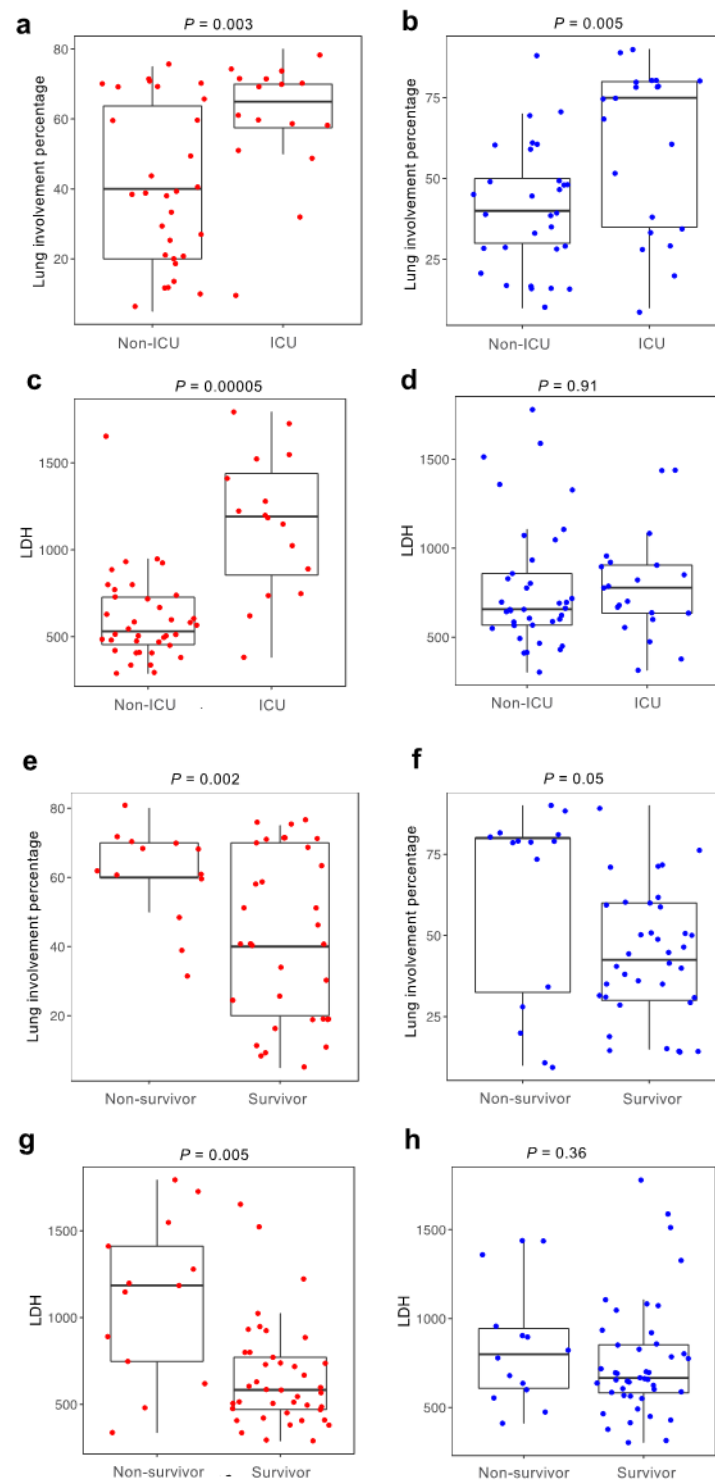 a
P = 0.003
Lung involvement percentage
80
60
40
20
Non-ICU
ICU
b
P = 0.005
Lung involvement percentage
75
50
25
Non-ICU
ICU
c
P = 0.00005
LDH
1500
1000
500
Non-ICU
ICU
d
P = 0.91
LDH
1500
1000
500
Non-ICU
ICU
e
P = 0.002
Lung involvement percentage
80
60
40
20
Non-survivor
Survivor
f
P = 0.05
Lung involvement percentage
75
50
25
Non-survivor
Survivor
g
P = 0.005
LDH
1500
1000
500
Non-survivor
Survivor
h
P = 0.36
LDH
1500
1000
500
Non-survivor
Survivor